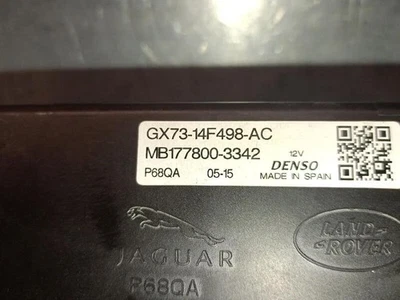 GX73-14F498-AC
MB177800-3342
12V
DENSO
P68QA 05-15 MADE IN SPAIN
JAGUAR
LAND-
ROVER
P68QA